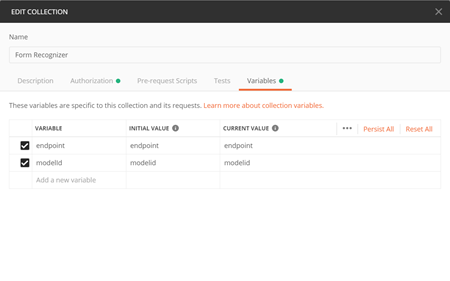 EDIT COLLECTION
Name
Form Recognizer
Description Authorization Pre-request Scripts Tests Variables
These variables are specific to this collection and its requests. Learn more about collection variables.
VARIABLE INITIAL VALUE CURRENT VALUE Persist All Reset All
endpoint endpoint endpoint
modelId modelid modelid
Add a new variable